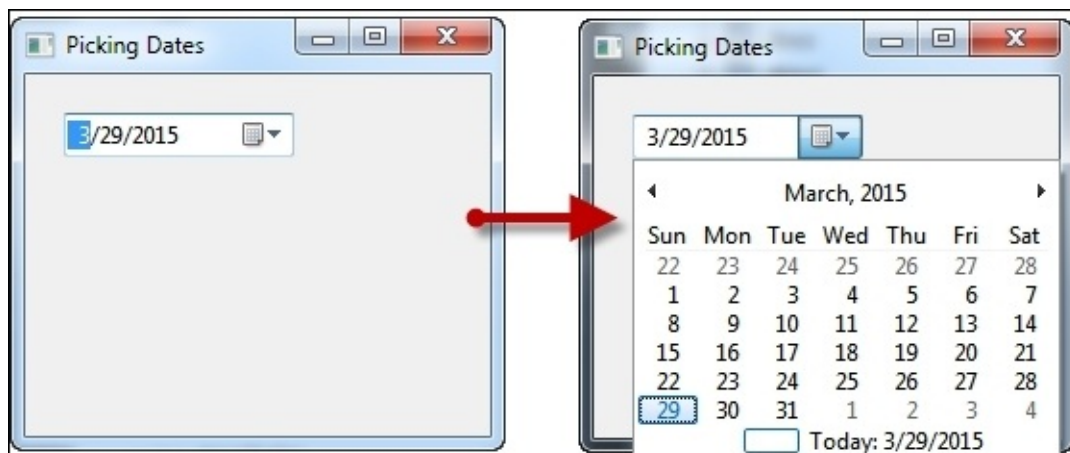 Picking Dates
3/29/2015
Picking Dates
3/29/2015
March, 2015
Sun Mon Tue Wed Thu Fri Sat
22 23 24 25 26 27 28
1 2 3 4 5 6 7
8 9 10 11 12 13 14
15 16 17 18 19 20 21
22 23 24 25 26 27 28
29 30 31 1 2 3 4
Today: 3/29/2015